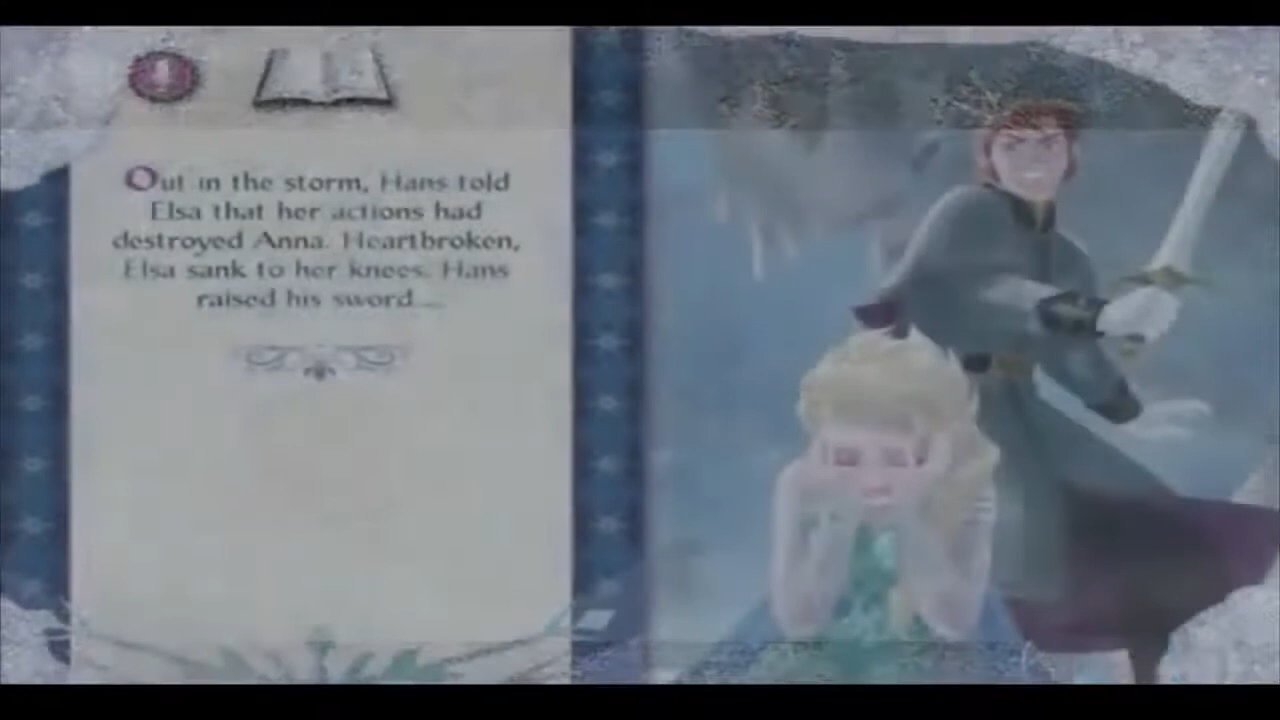 Out in the storm, Hans told
Elsa that her actions had
destroyed Anna. Heartbroken,
Elsa sank to her knees. Hans
raised his sword...